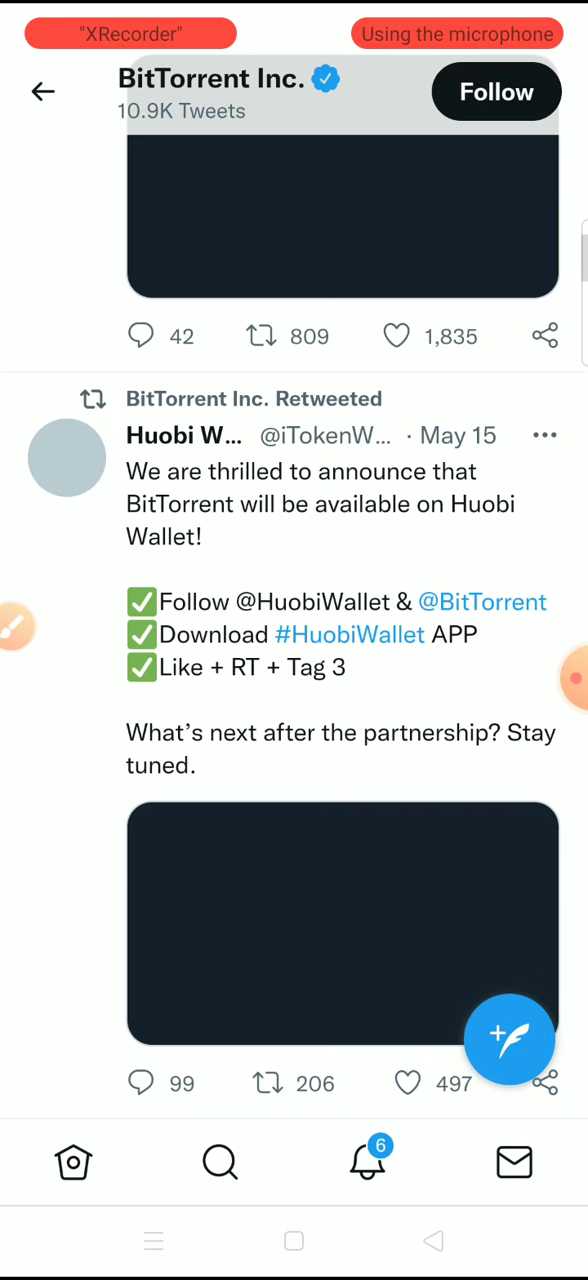 "XRecorder" Using the microphone
BitTorrent Inc.
10.9K Tweets
Follow
42 809 1,835
BitTorrent Inc. Retweeted
Huobi W... @iTokenW... · May 15
We are thrilled to announce that
BitTorrent will be available on Huobi
Wallet!
✅Follow @HuobiWallet & @BitTorrent
✅Download #HuobiWallet APP
✅Like + RT + Tag 3
What’s next after the partnership? Stay
tuned.
99 206 497
6